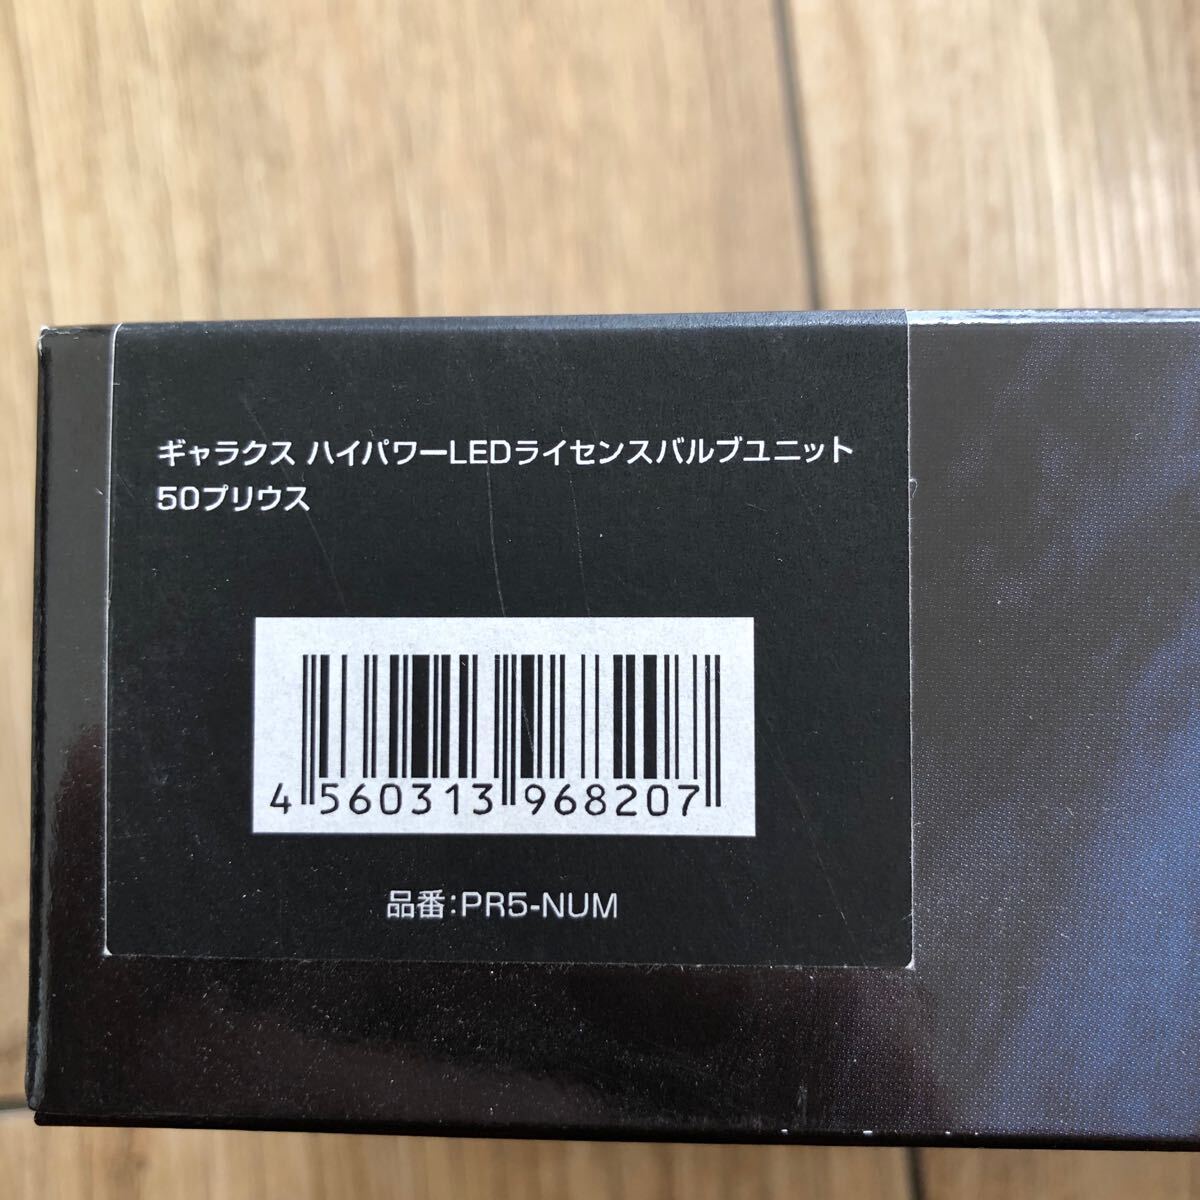 ギャラクス ハイパワーLEDライセンスバルブユニット
50プリウス
4 560313 968207
品番:PR5-NUM